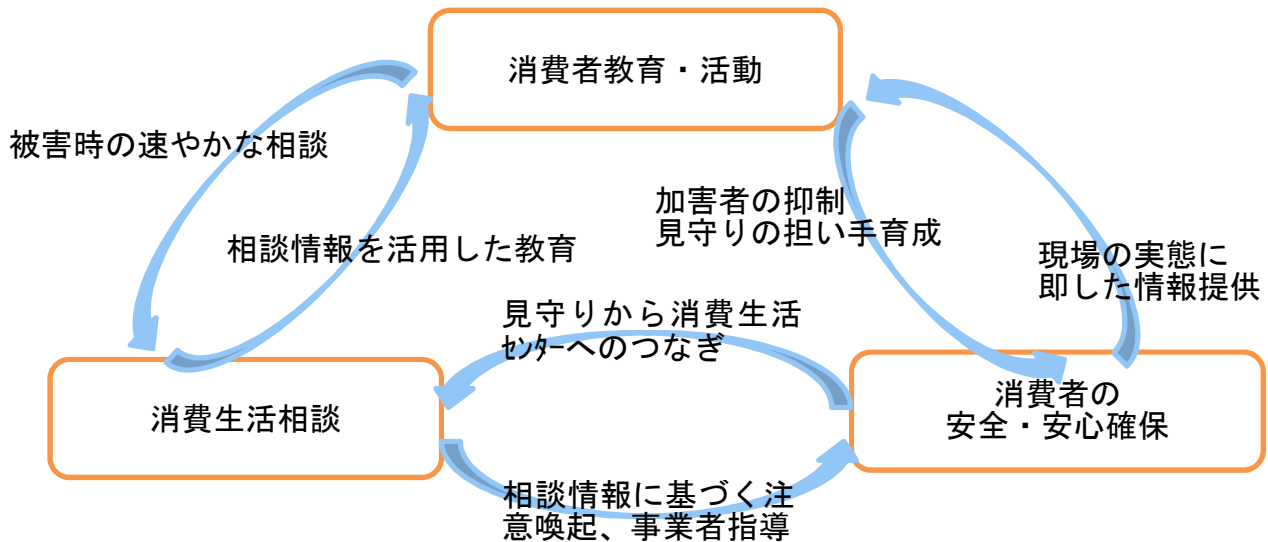 消費者教育・活動
被害時の速やかな相談
加害者の抑制
見守りの担い手育成
相談情報を活用した教育
現場の実態に
即した情報提供
見守りから消費生活
ｾﾝﾀｰへのつなぎ
消費生活相談
消費者の
安全・安心確保
相談情報に基づく注
意喚起、事業者指導